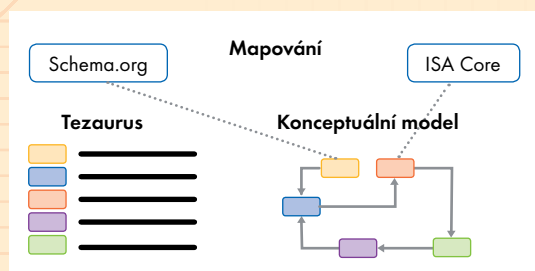 Mapování
Schema.org
ISA Core
Tezaurus
Konceptuální model